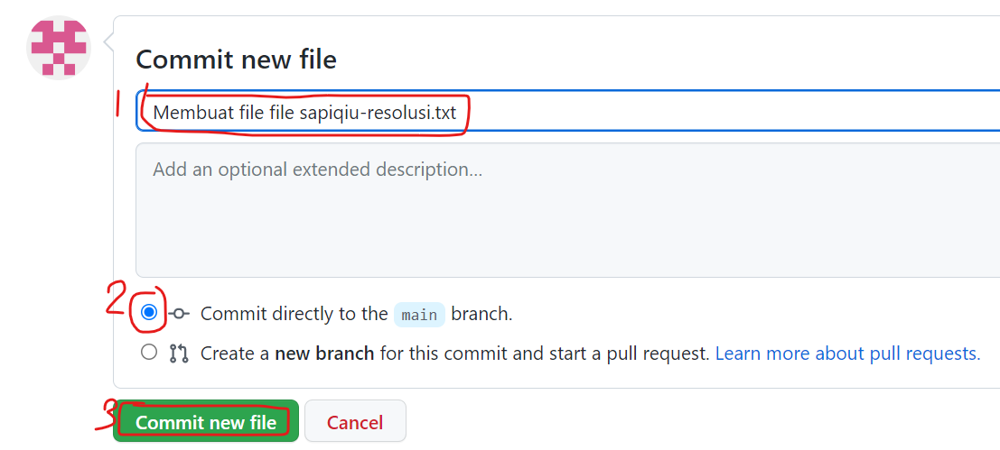 Commit new file
1
Membuat file file sapiqiu-resolusi.txt
Add an optional extended description...
2
Commit directly to the main branch.
Create a new branch for this commit and start a pull request. Learn more about pull requests.
3
Commit new file
Cancel